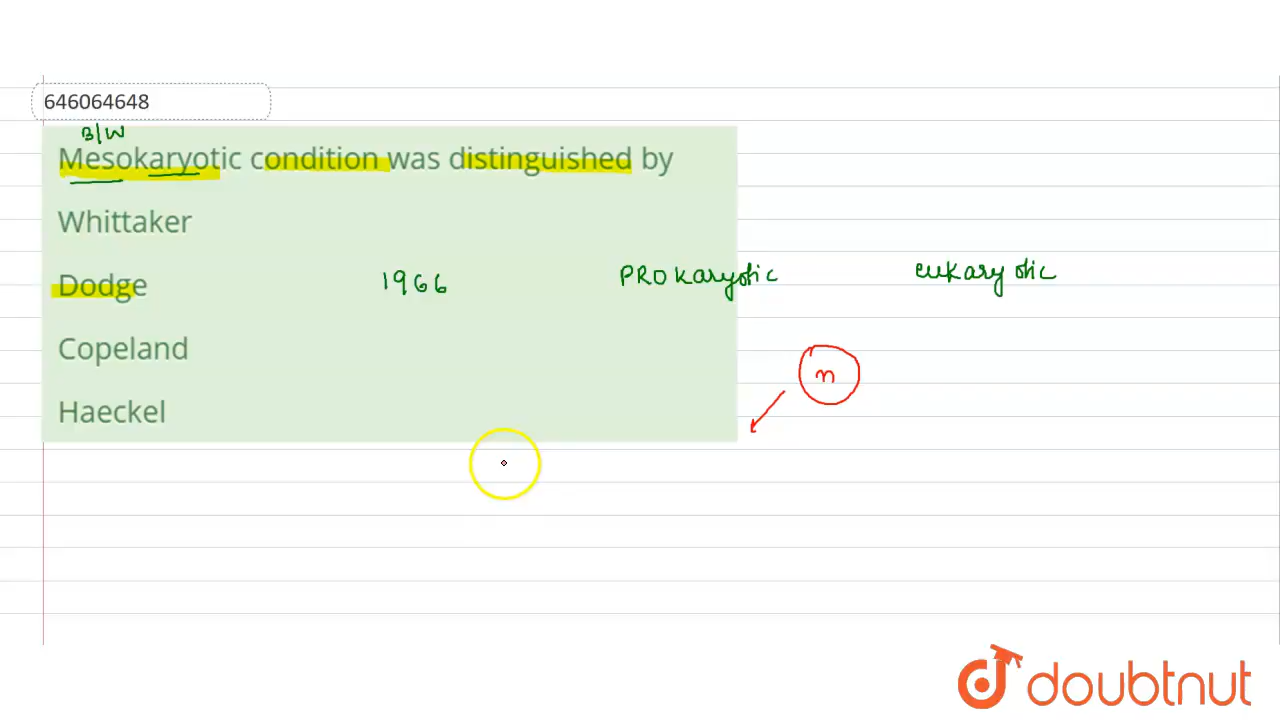 646064648
B/W
Mesokaryotic condition was distinguished by
Whittaker
Dodge 1966 PROKaryotic eukaryotic
Copeland
n
Haeckel
doubtnut